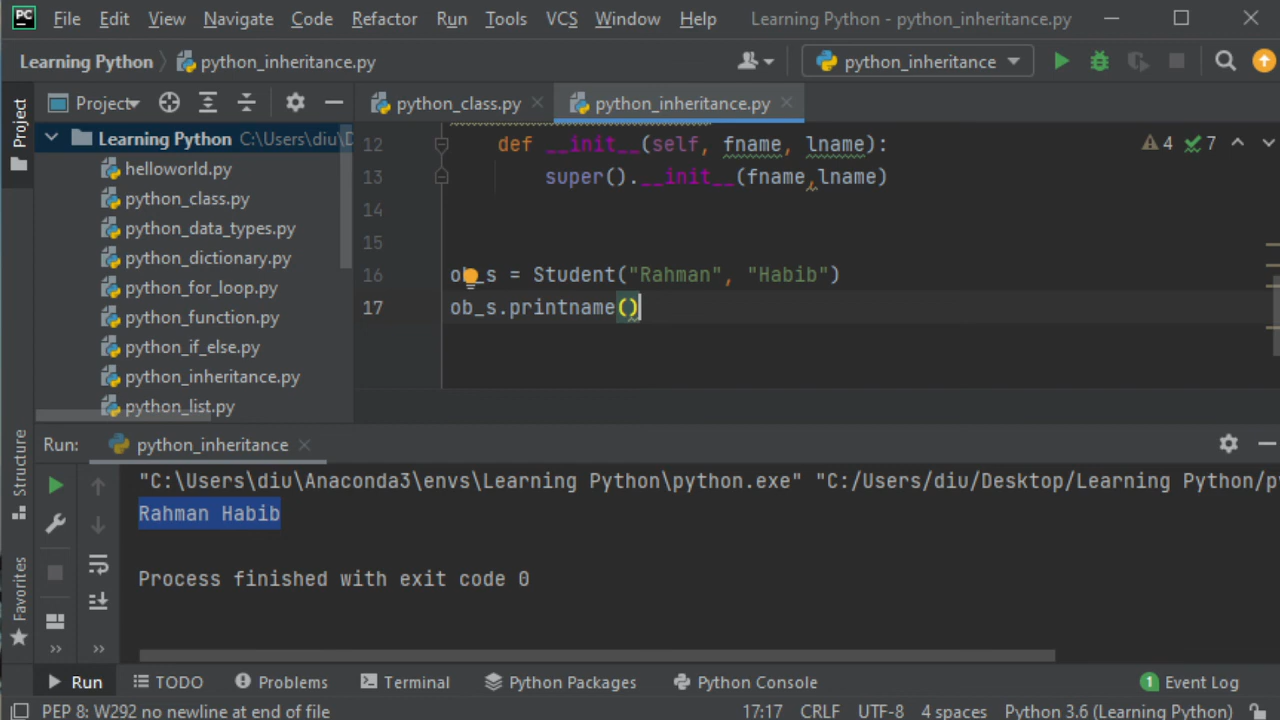 PC File Edit View Navigate Code Refactor Run Tools VCS Window Help Learning Python - python_inheritance.py
Learning Python python_inheritance.py python_inheritance
Project python_class.py python_inheritance.py
Project
Learning Python C:\Users\diu\D
helloworld.py
python_class.py
python_data_types.py
python_dictionary.py
python_for_loop.py
python_function.py
python_if_else.py
python_inheritance.py
python_list.py
12 def __init__(self, fname, lname): 4 7
13 super().__init__(fname,lname)
14
15
16 ob_s = Student("Rahman", "Habib")
17 ob_s.printname()
Run: python_inheritance
Structure
Favorites
"C:\Users\diu\Anaconda3\envs\Learning Python\python.exe" "C:/Users/diu/Desktop/Learning Python/p
Rahman Habib
Process finished with exit code 0
Run TODO Problems Terminal Python Packages Python Console 1 Event Log
PEP 8: W292 no newline at end of file 17:17 CRLF UTF-8 4 spaces Python 3.6 (Learning Python)